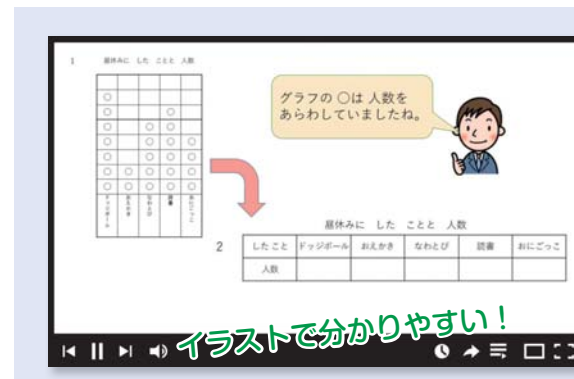 1 昼休みに した ことと 人数
○
○ ○
○ ○ ○
○ ○ ○ ○
○ ○ ○ ○
○ ○ ○ ○ ○
○ ○ ○ ○ ○
ドッジボール おえかき なわとび 読書 おにごっこ
グラフの ○は 人数を
あらわしていましたね。
昼休みに した ことと 人数
2 したこと ドッジボール おえかき なわとび 読書 おにごっこ
人数
イラストで分かりやすい!